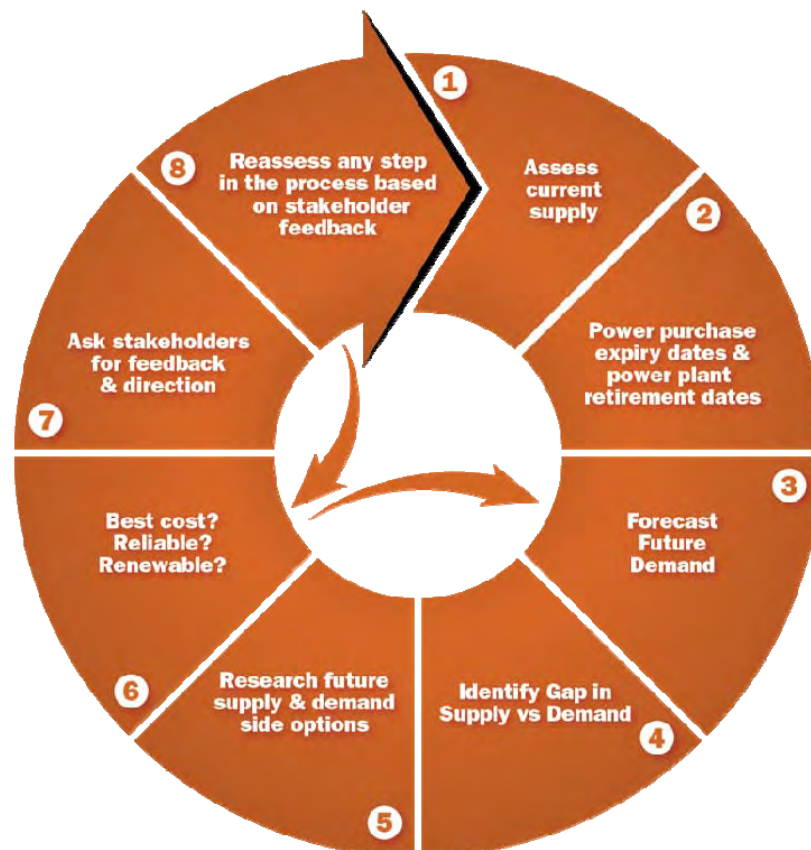 1
Assess
current
supply
2
Power purchase
expiry dates &
power plant
retirement dates
3
Forecast
Future
Demand
4
Identify Gap in
Supply vs Demand
5
Research future
supply & demand
side options
6
Best cost?
Reliable?
Renewable?
7
Ask stakeholders
for feedback
& direction
8
Reassess any step
in the process based
on stakeholder
feedback